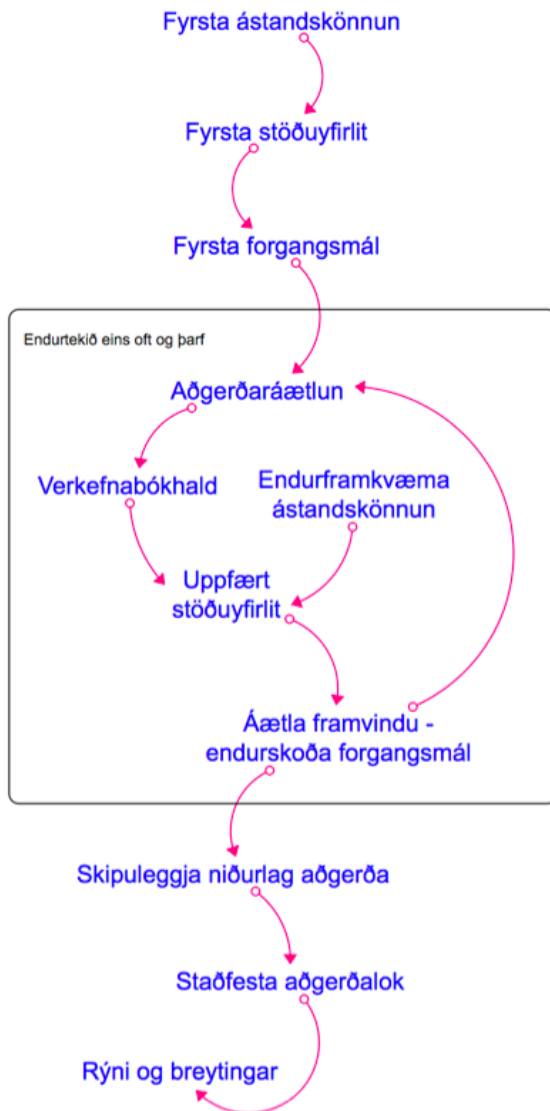 Fyrsta ástandskönnun
Fyrsta stöðuyfirlit
Fyrsta forgangsmál
Endurtekið eins oft og þarf
Aðgerðaráætlun
Verkefnabókhald
Endurframkvæma
ástandskönnun
Uppfært
stöðuyfirlit
Áætla framvindu -
endurskoða forgangsmál
Skipuleggja niðurlag aðgerða
Staðfesta aðgerðalok
Rýni og breytingar